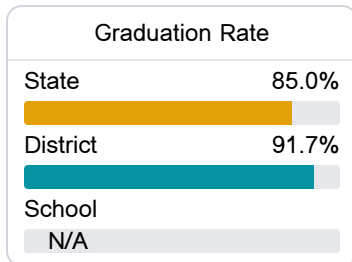 Graduation Rate
State 85.0%
District 91.7%
School
N/A